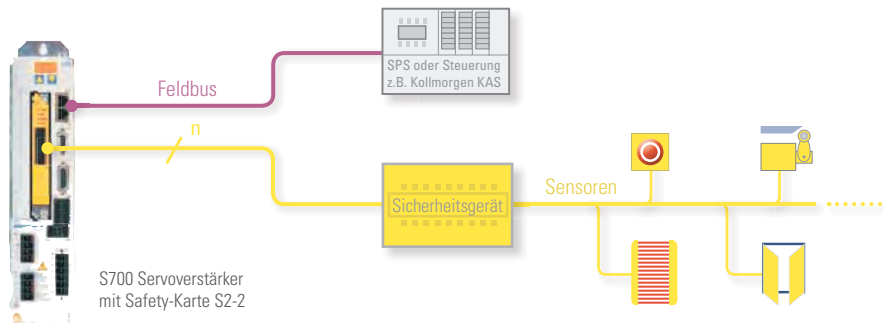 SPS oder Steuerung
z.B. Kollmorgen KAS
Feldbus
n
Sensoren
Sicherheitsgerät
S700 Servoverstärker
mit Safety-Karte S2-2